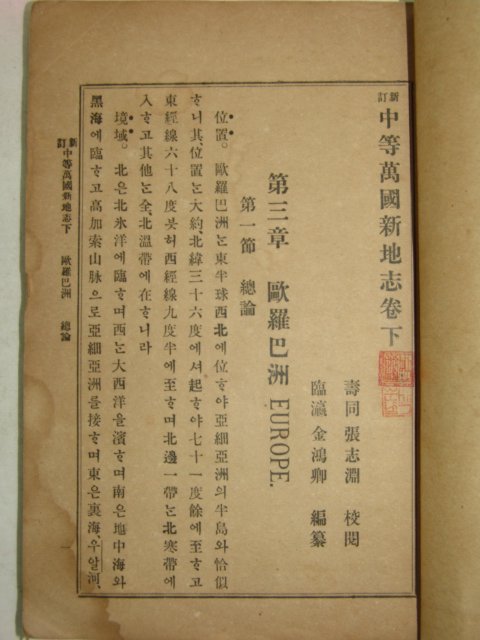 新訂 中等萬國新地志卷下
壽同 張志淵 校閱
臨瀛 金鴻卿 編纂
第三章 歐羅巴洲 EUROPE.
第一節 總論
位置。歐羅巴洲는東半球西北에位하야亞細亞洲의半島와恰似
하니其位置는大約、北緯三十六度에셔起하야七十一度餘에至하고
東經線六十八度붓허西經線九度半에至하며北邊一帶는北寒帶에
入하고其他는全、北溫帶에在하니라
境域。北은北氷洋에臨하며西는大西洋을濱하며南은地中海와
黑海에臨하고高加索山脉으로亞細亞洲를接하며東은裏海、우알河、
新訂 中等萬國新地志下 歐羅巴洲 總論 一